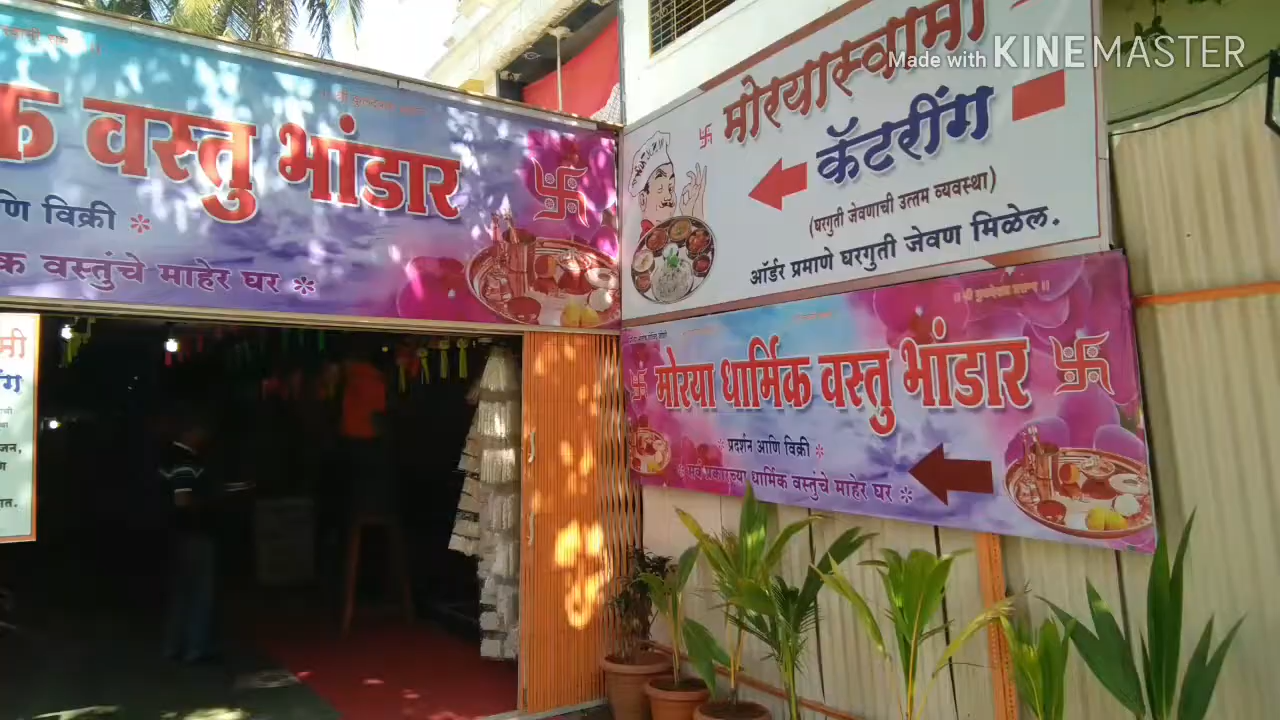 क वस्तु भांडार
णि विक्री
क वस्तुंचे माहेर घर
Made with KINEMASTER
मोरयास्वामी
कॅटरींग
(घरगुती जेवणाची उत्तम व्यवस्था)
ऑर्डर प्रमाणे घरगुती जेवण मिळेल.
मोरया धार्मिक वस्तु भांडार
प्रदर्शन आणि विक्री
सर्व प्रकारच्या धार्मिक वस्तुंचे माहेर घर
मी
ग
जन,
त.